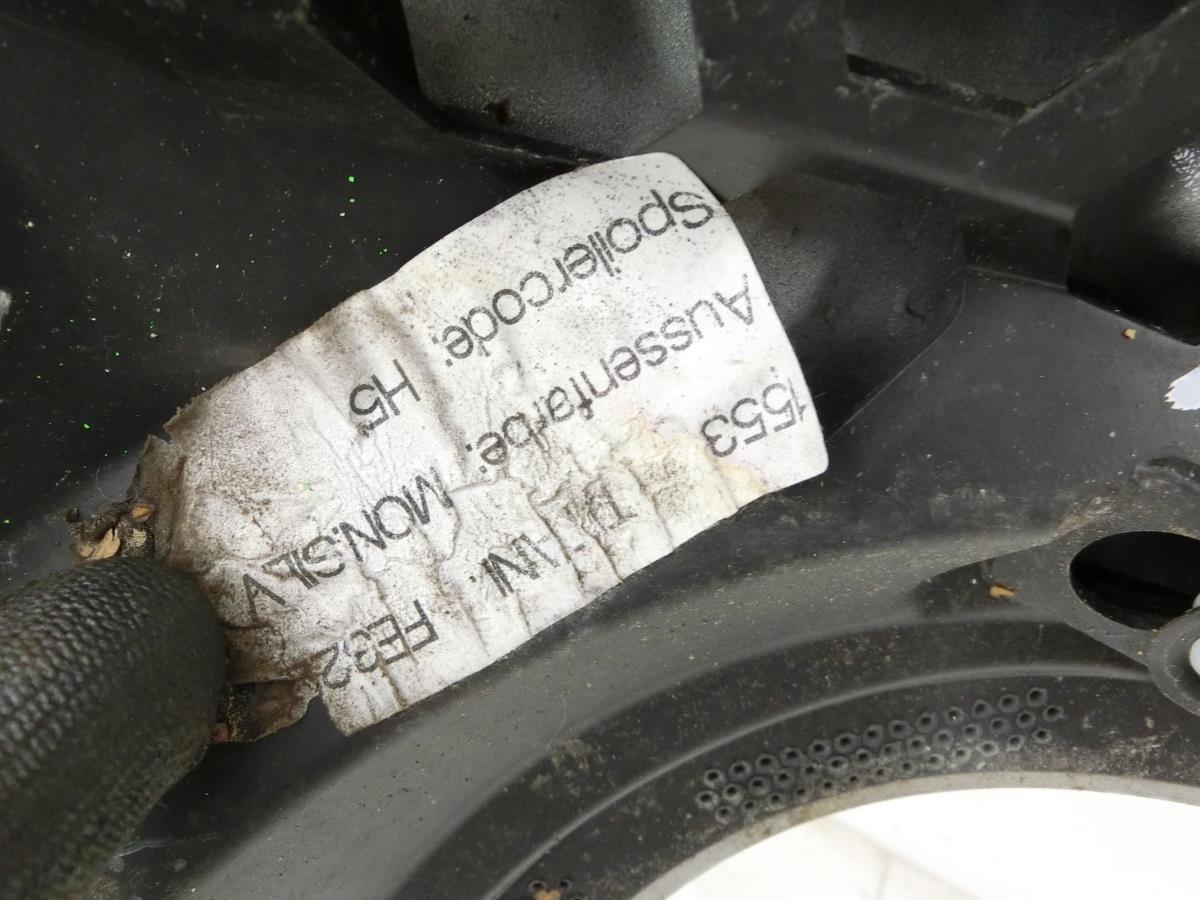 1553 FE32
Aussenfarbe: MON.SILV
Spoilercode: H5